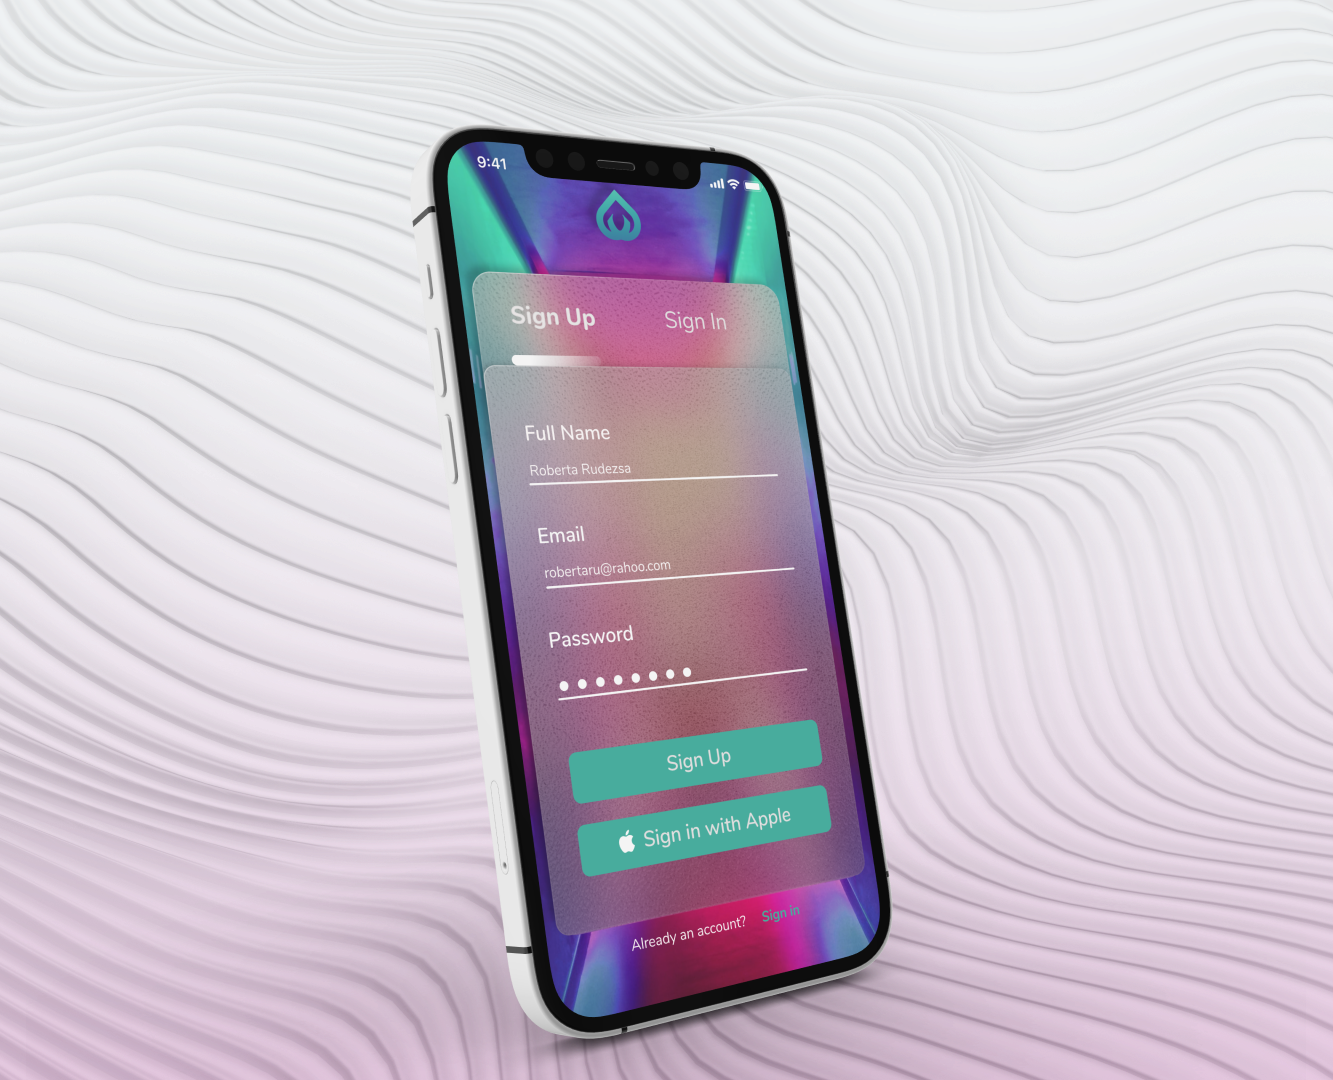 9:41
Sign Up Sign In
Full Name
Roberta Rudezsa
Email
robertaru@rahoo.com
Password
Sign Up
Sign in with Apple
Already an account? Sign in